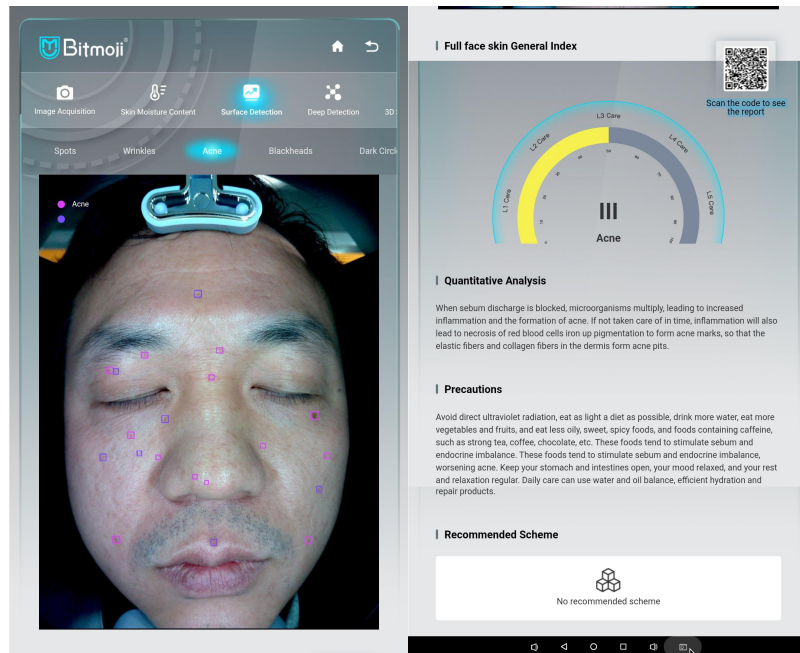 Bitmoji®
Image Acquisition
Skin Moisture Content
Surface Detection
Deep Detection
3D
Spots
Wrinkles
Acne
Blackheads
Dark Circl
Acne
Full face skin General Index
Scan the code to see
the report
L1 Care
L2 Care
L3 Care
L4 Care
L5 Care
III
Acne
Quantitative Analysis
When sebum discharge is blocked, microorganisms multiply, leading to increased
inflammation and the formation of acne. If not taken care of in time, inflammation will also
lead to necrosis of red blood cells iron up pigmentation to form acne marks, so that the
elastic fibers and collagen fibers in the dermis form acne pits.
Precautions
Avoid direct ultraviolet radiation, eat as light a diet as possible, drink more water, eat more
vegetables and fruits, and eat less oily, sweet, spicy foods, and foods containing caffeine,
such as strong tea, coffee, chocolate, etc. These foods tend to stimulate sebum and
endocrine imbalance. These foods tend to stimulate sebum and endocrine imbalance,
worsening acne. Keep your stomach and intestines open, your mood relaxed, and your rest
and relaxation regular. Daily care can use water and oil balance, efficient hydration and
repair products.
Recommended Scheme
No recommended scheme